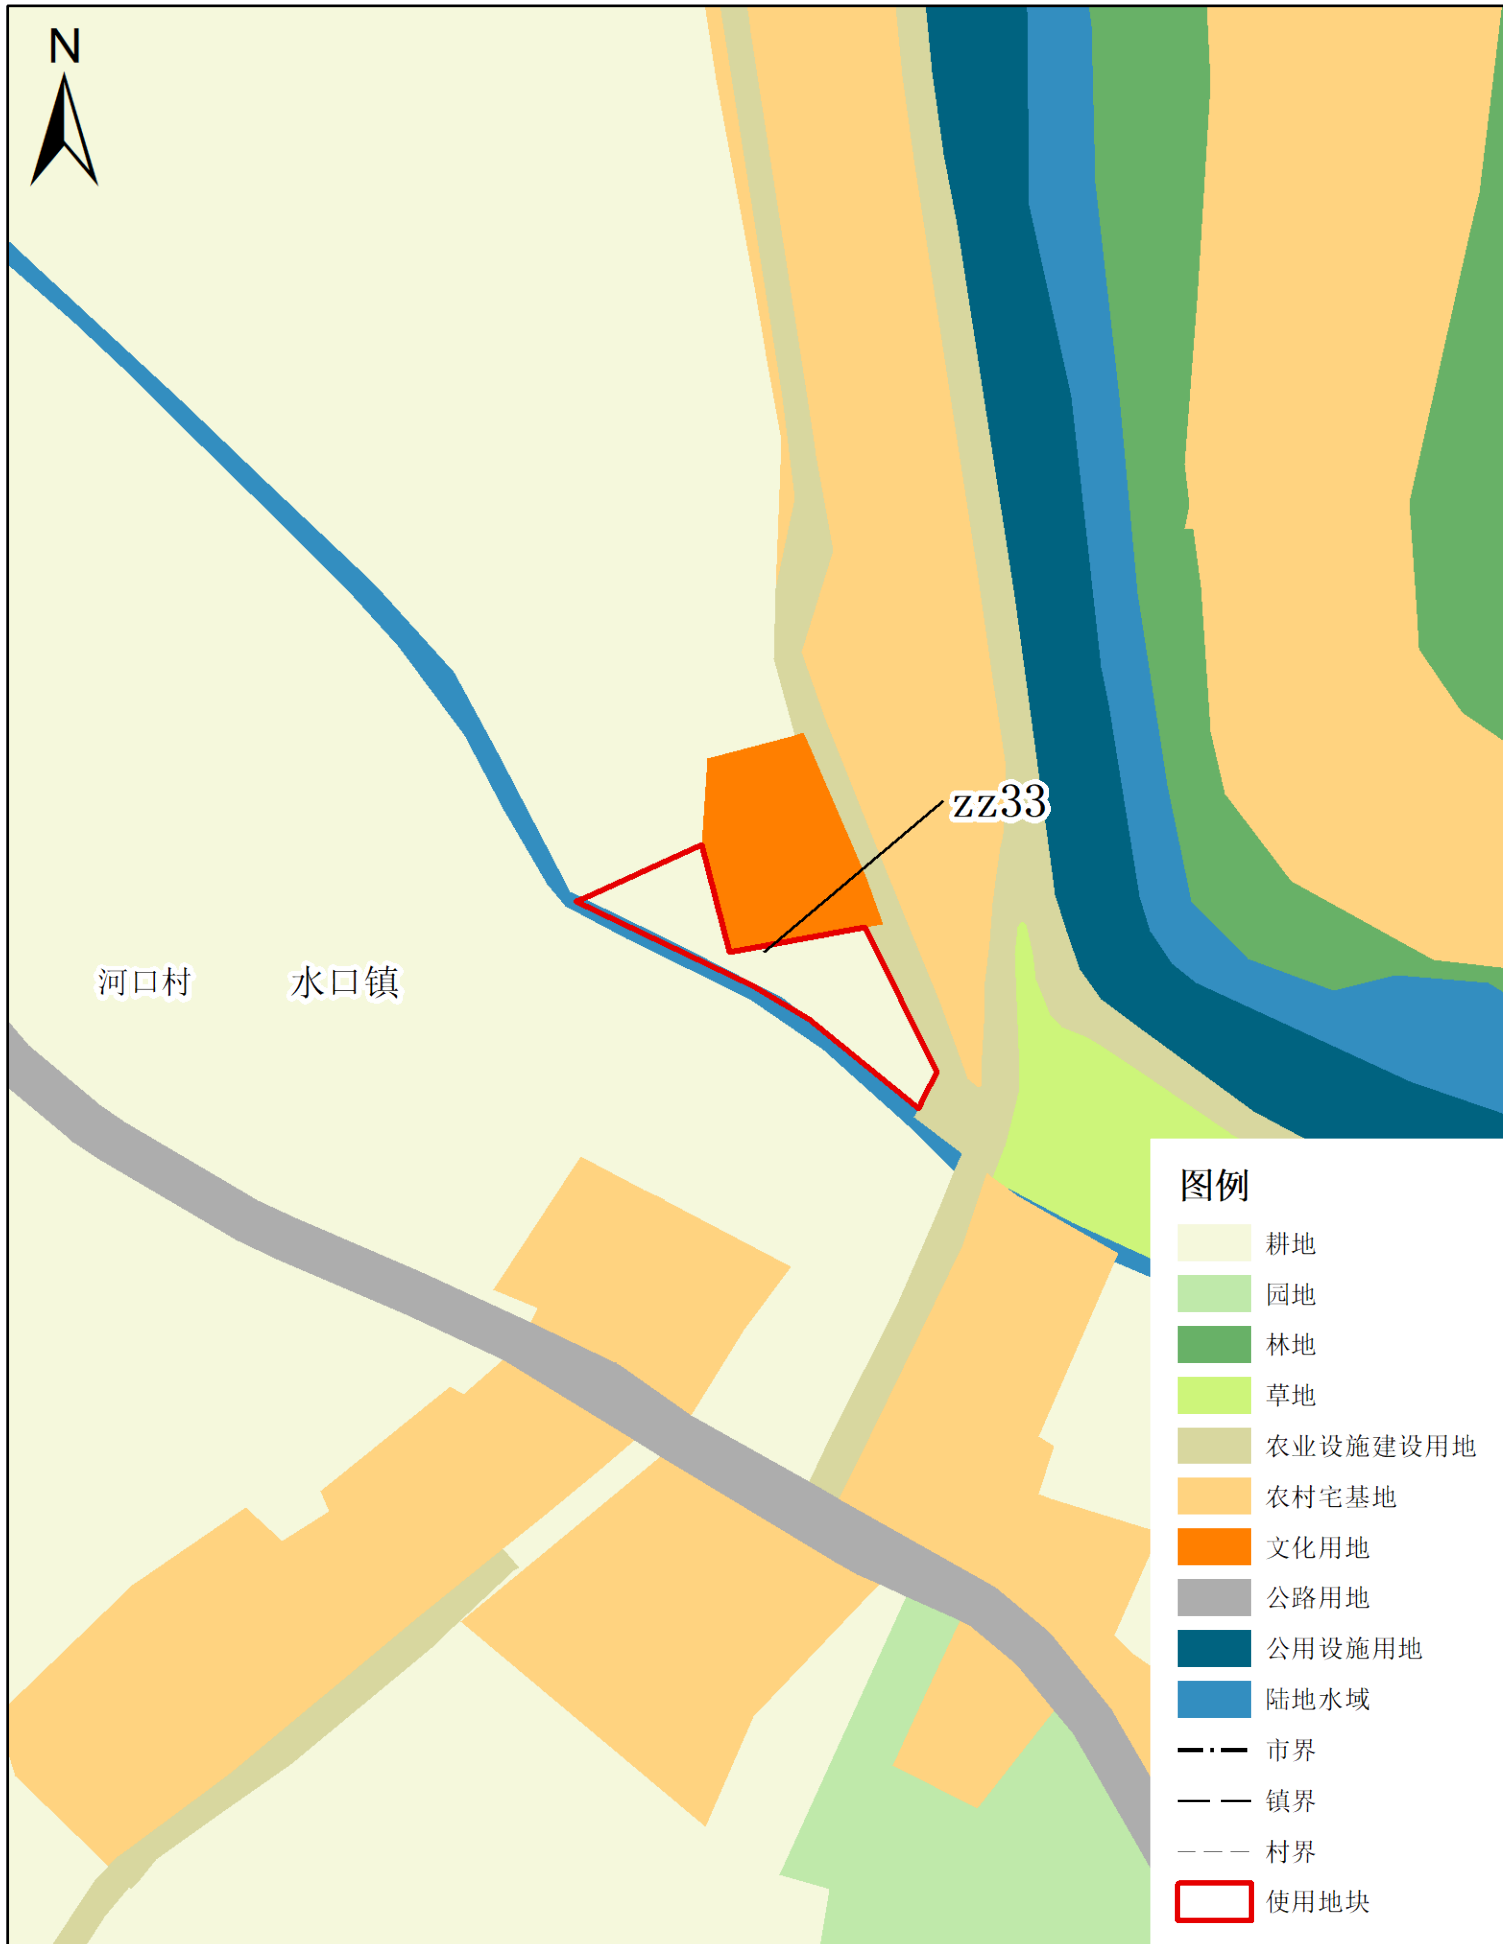 N
zz33
河口村
水口镇
图例
耕地
园地
林地
草地
农业设施建设用地
农村宅基地
文化用地
公路用地
公用设施用地
陆地水域
市界
镇界
村界
使用地块